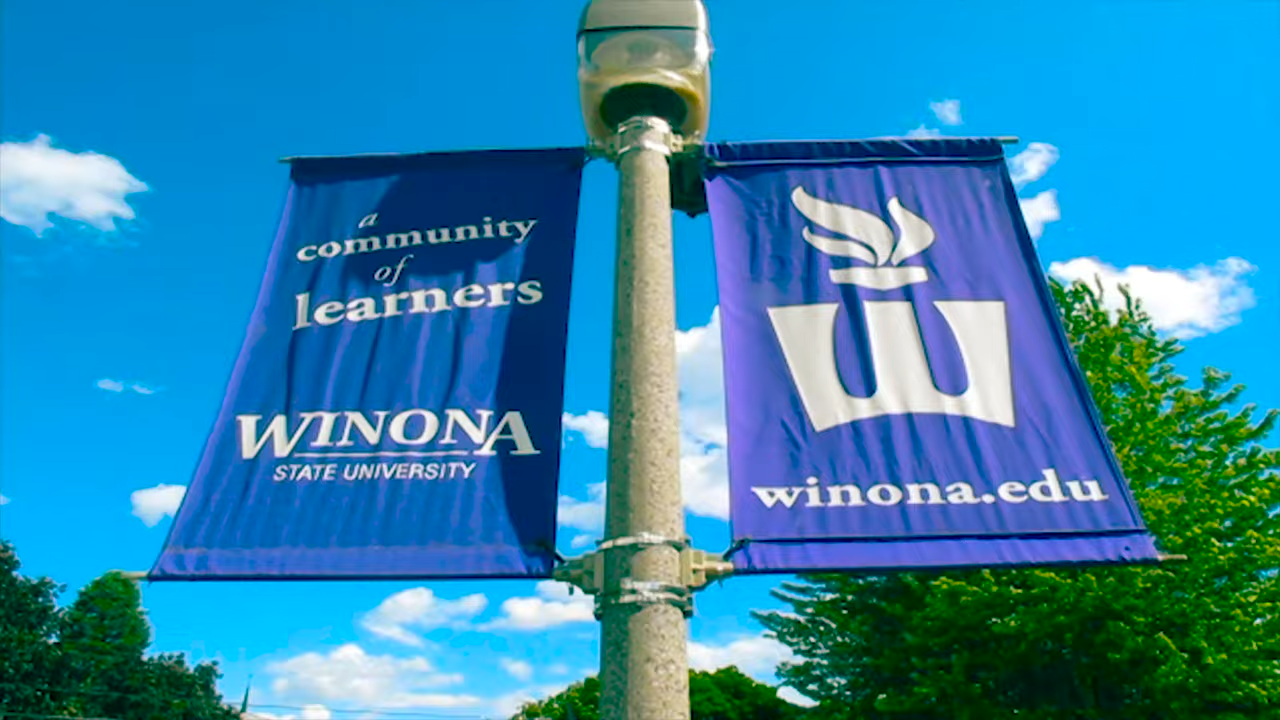 a
community
of
learners
WINONA
STATE UNIVERSITY
W
winona.edu